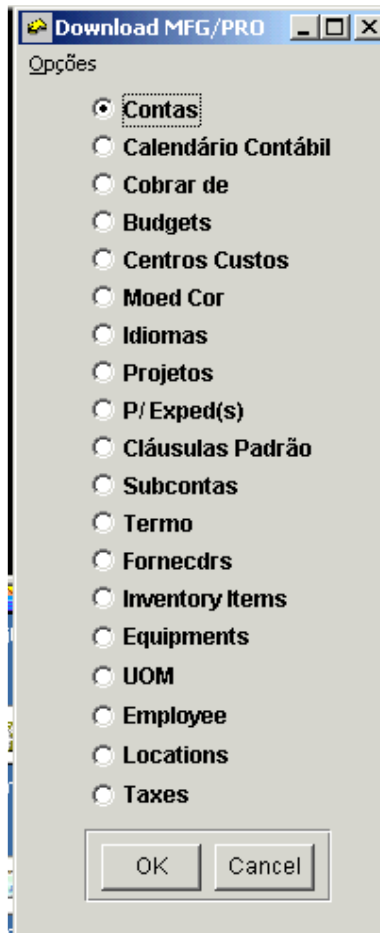 Download MFG/PRO
Opções
Contas
Calendário Contábil
Cobrar de
Budgets
Centros Custos
Moed Cor
Idiomas
Projetos
P/ Exped(s)
Cláusulas Padrão
Subcontas
Termo
Fornecdrs
Inventory Items
Equipments
UOM
Employee
Locations
Taxes
OK Cancel